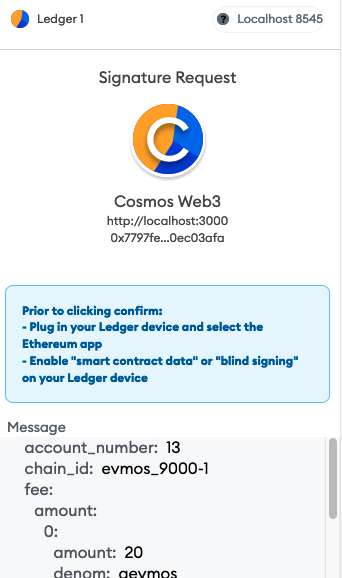 Ledger 1
? Localhost 8545
Signature Request
C
Cosmos Web3
http://localhost:3000
0x7797fe...0ec03afa
Prior to clicking confirm:
- Plug in your Ledger device and select the
Ethereum app
- Enable "smart contract data" or "blind signing"
on your Ledger device
Message
account_number: 13
chain_id: evmos_9000-1
fee:
amount:
0:
amount: 20
denom: aevmos